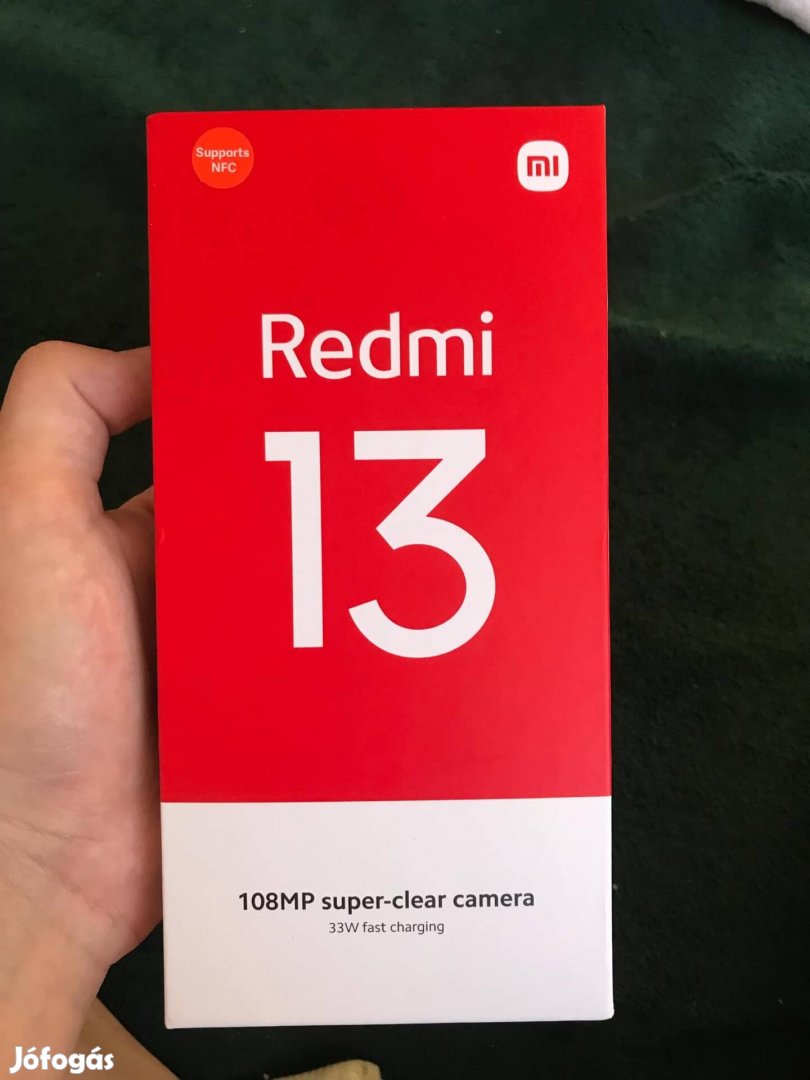 Supports
NFC
mi
Redmi
13
108MP super-clear camera
33W fast charging
Jófogás